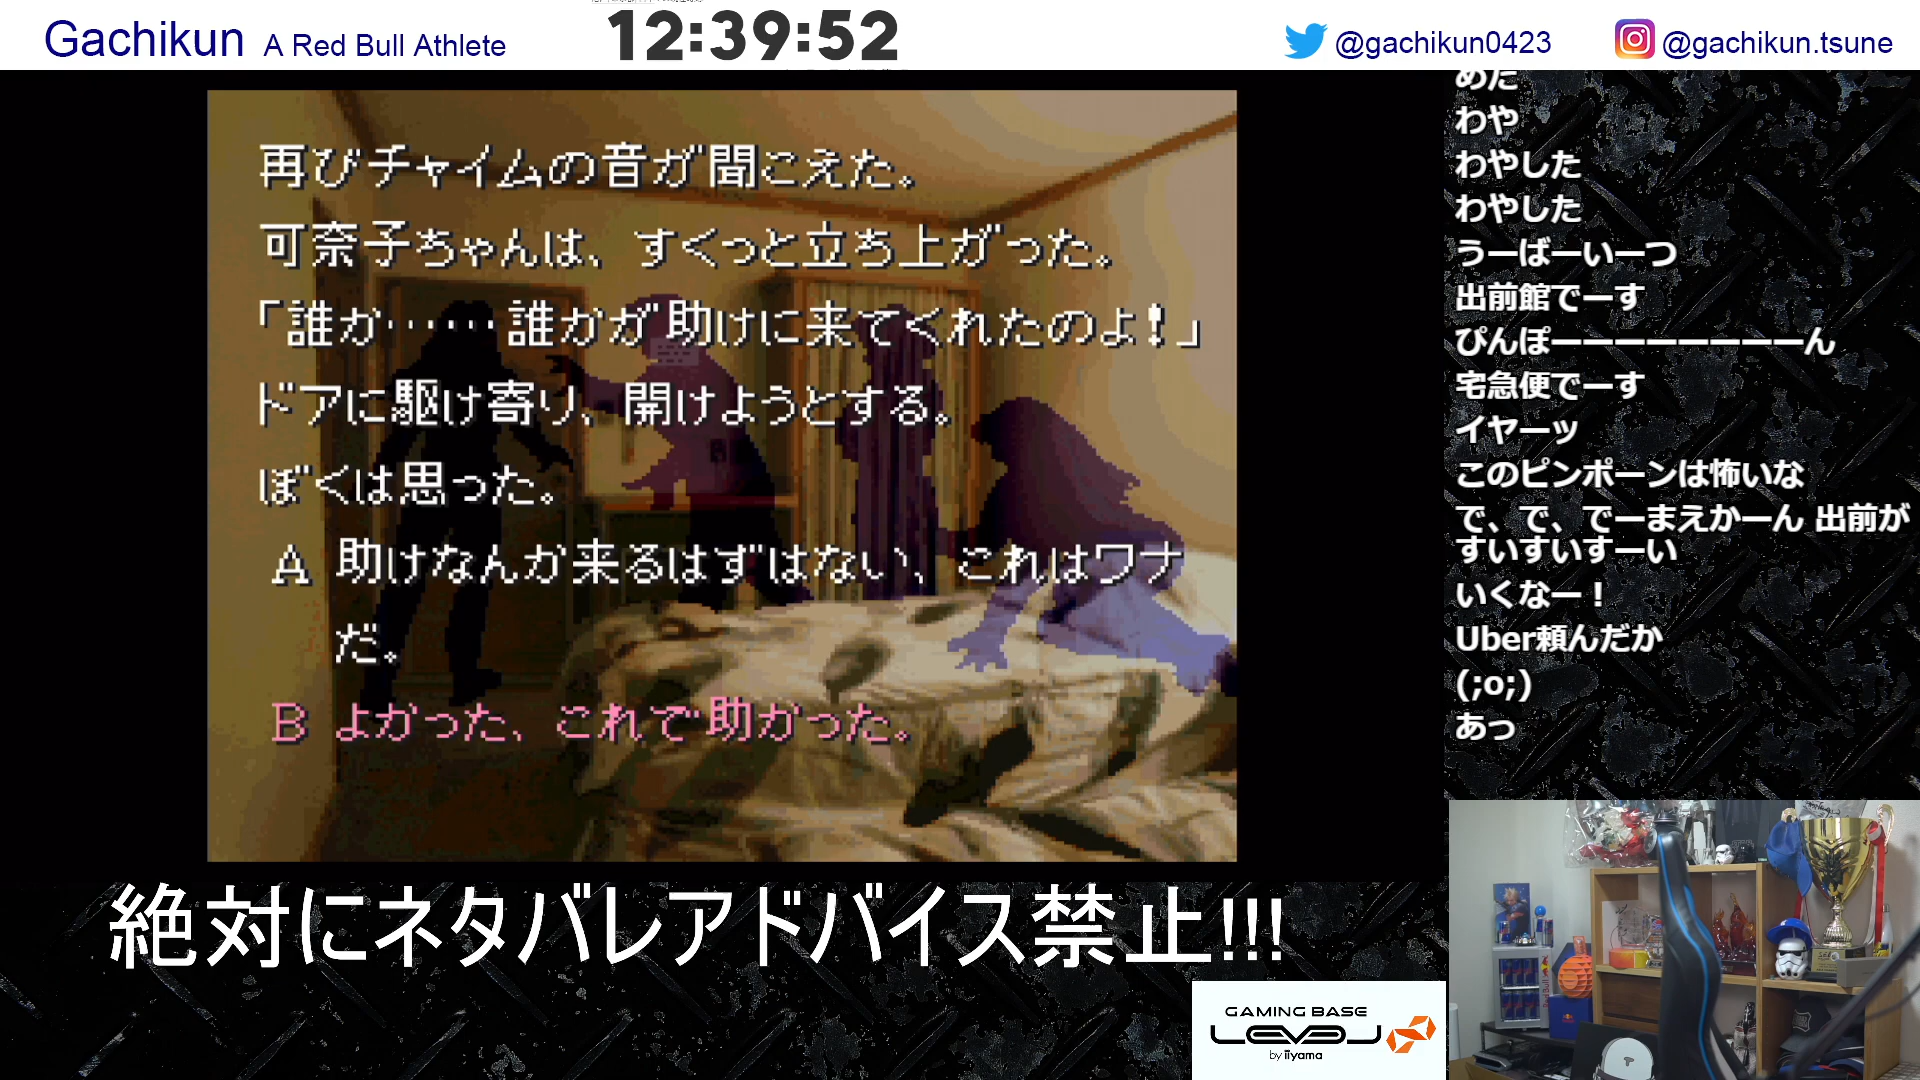 Gachikun A Red Bull Athlete
12:39:52
@gachikun0423
@gachikun.tsune
再びチャイムの音が聞こえた。
可奈子ちゃんは、すくっと立ち上がった。
「誰か……誰かが助けに来てくれたのよ！」
ドアに駆け寄り、開けようとする。
ぼくは思った。
A 助けなんか来るはずはない、これはワナ
だ。
B よかった、これで助かった。
めた
わや
わやした
わやした
うーばーいーつ
出前館でーす
ぴんぽーーーーーーーーん
宅急便でーす
イヤーッ
このピンポーンは怖いな
で、で、でーまえかーん 出前が
すいすいすーい
いくなー！
Uber頼んだか
(;o;)
あっ
絶対にネタバレアドバイス禁止!!!
GAMING BASE
LEVEL
by iiyama